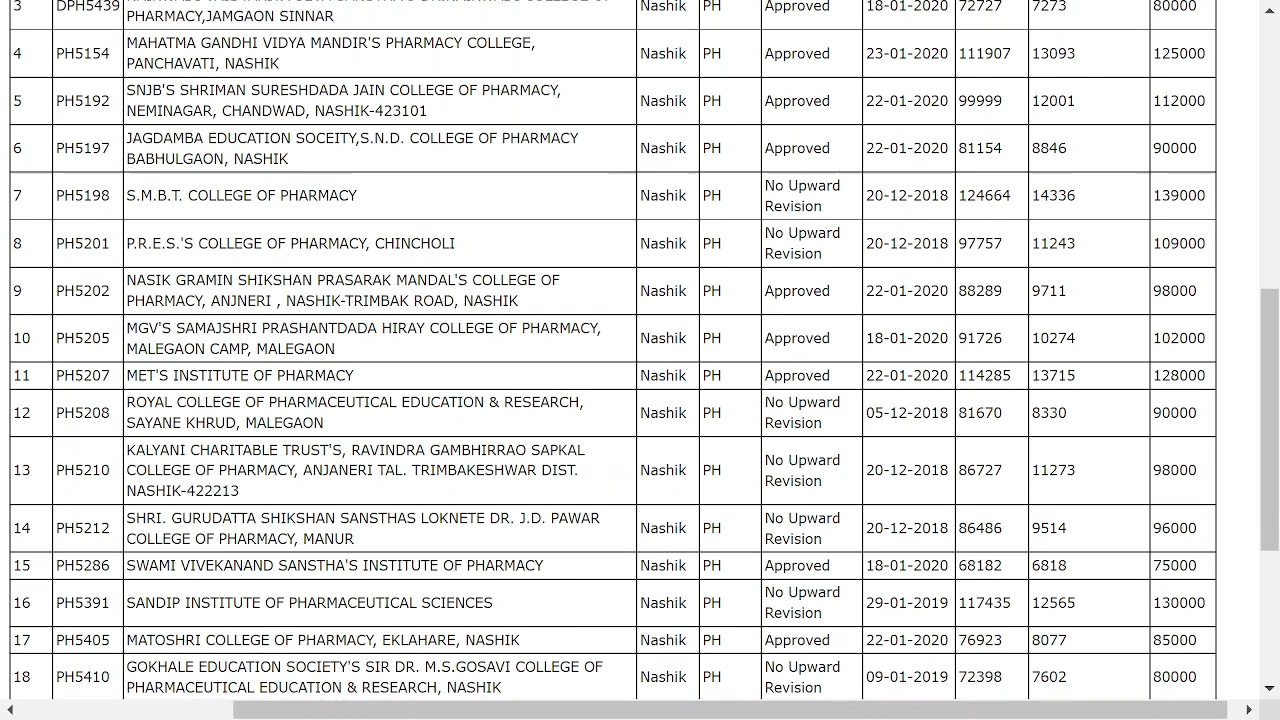 3 DPH5439 PHARMACY,JAMGAON SINNAR Nashik PH Approved 18-01-2020 72727 7273 80000
4 PH5154 MAHATMA GANDHI VIDYA MANDIR'S PHARMACY COLLEGE, PANCHAVATI, NASHIK Nashik PH Approved 23-01-2020 111907 13093 125000
5 PH5192 SNJB'S SHRIMAN SURESHDADA JAIN COLLEGE OF PHARMACY, NEMINAGAR, CHANDWAD, NASHIK-423101 Nashik PH Approved 22-01-2020 99999 12001 112000
6 PH5197 JAGDAMBA EDUCATION SOCEITY,S.N.D. COLLEGE OF PHARMACY BABHULGAON, NASHIK Nashik PH Approved 22-01-2020 81154 8846 90000
7 PH5198 S.M.B.T. COLLEGE OF PHARMACY Nashik PH No Upward Revision 20-12-2018 124664 14336 139000
8 PH5201 P.R.E.S.'S COLLEGE OF PHARMACY, CHINCHOLI Nashik PH No Upward Revision 20-12-2018 97757 11243 109000
9 PH5202 NASIK GRAMIN SHIKSHAN PRASARAK MANDAL'S COLLEGE OF PHARMACY, ANJNERI , NASHIK-TRIMBAK ROAD, NASHIK Nashik PH Approved 22-01-2020 88289 9711 98000
10 PH5205 MGV'S SAMAJSHRI PRASHANTDADA HIRAY COLLEGE OF PHARMACY, MALEGAON CAMP, MALEGAON Nashik PH Approved 18-01-2020 91726 10274 102000
11 PH5207 MET'S INSTITUTE OF PHARMACY Nashik PH Approved 22-01-2020 114285 13715 128000
12 PH5208 ROYAL COLLEGE OF PHARMACEUTICAL EDUCATION & RESEARCH, SAYANE KHRUD, MALEGAON Nashik PH No Upward Revision 05-12-2018 81670 8330 90000
13 PH5210 KALYANI CHARITABLE TRUST'S, RAVINDRA GAMBHIRRAO SAPKAL COLLEGE OF PHARMACY, ANJANERI TAL. TRIMBAKESHWAR DIST. NASHIK-422213 Nashik PH No Upward Revision 20-12-2018 86727 11273 98000
14 PH5212 SHRI. GURUDATTA SHIKSHAN SANSTHAS LOKNETE DR. J.D. PAWAR COLLEGE OF PHARMACY, MANUR Nashik PH No Upward Revision 20-12-2018 86486 9514 96000
15 PH5286 SWAMI VIVEKANAND SANSTHA'S INSTITUTE OF PHARMACY Nashik PH Approved 18-01-2020 68182 6818 75000
16 PH5391 SANDIP INSTITUTE OF PHARMACEUTICAL SCIENCES Nashik PH No Upward Revision 29-01-2019 117435 12565 130000
17 PH5405 MATOSHRI COLLEGE OF PHARMACY, EKLAHARE, NASHIK Nashik PH Approved 22-01-2020 76923 8077 85000
18 PH5410 GOKHALE EDUCATION SOCIETY'S SIR DR. M.S.GOSAVI COLLEGE OF PHARMACEUTICAL EDUCATION & RESEARCH, NASHIK Nashik PH No Upward Revision 09-01-2019 72398 7602 80000